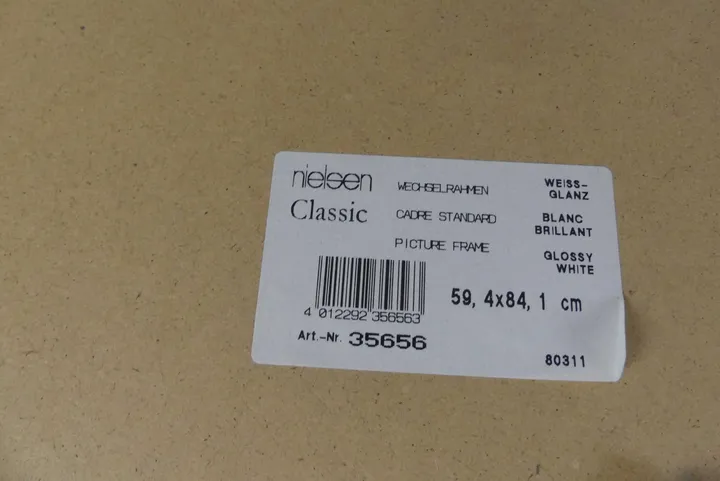 nielsen
Classic
WECHSELRAHMEN
CADRE STANDARD
PICTURE FRAME
WEISS-
GLANZ
BLANC
BRILLANT
GLOSSY
WHITE
4 012292 356563
59, 4x84, 1 cm
Art.-Nr. 35656
80311